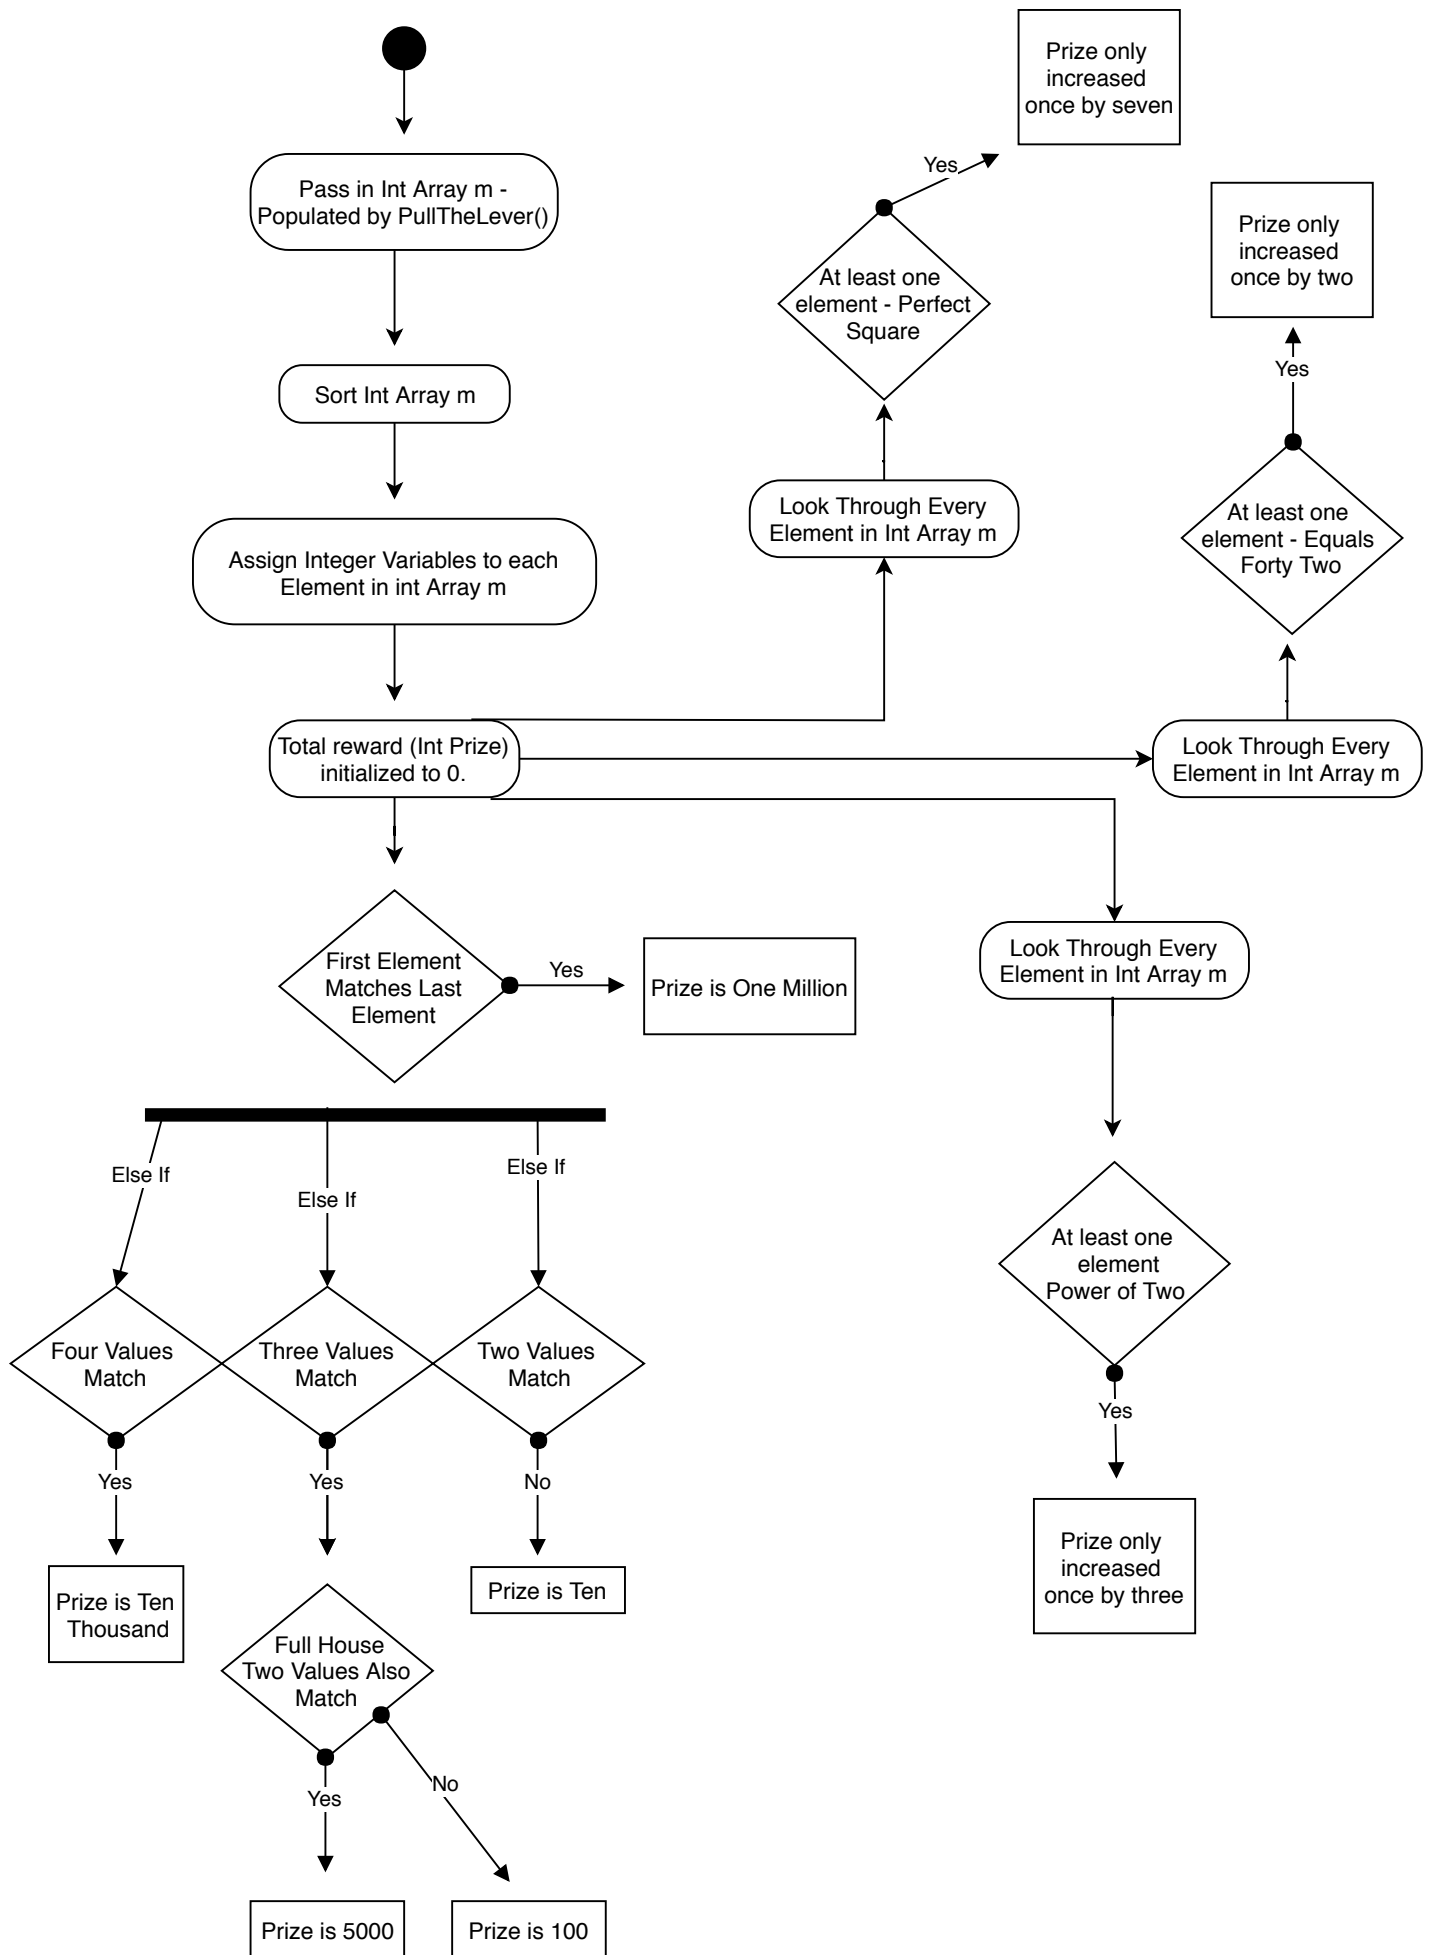 Pass in Int Array m -
Populated by PullTheLever()
Sort Int Array m
Assign Integer Variables to each
Element in int Array m
Total reward (Int Prize)
initialized to 0.
Prize only
increased
once by seven
Yes
At least one
element - Perfect
Square
Look Through Every
Element in Int Array m
Prize only
increased
once by two
Yes
At least one
element - Equals
Forty Two
Look Through Every
Element in Int Array m
First Element
Matches Last
Element
Yes
Prize is One Million
Look Through Every
Element in Int Array m
At least one
element
Power of Two
Yes
Prize only
increased
once by three
Else If
Else If
Else If
Four Values
Match
Three Values
Match
Two Values
Match
Yes
Yes
No
Prize is Ten
Thousand
Prize is Ten
Full House
Two Values Also
Match
Yes
No
Prize is 5000
Prize is 100